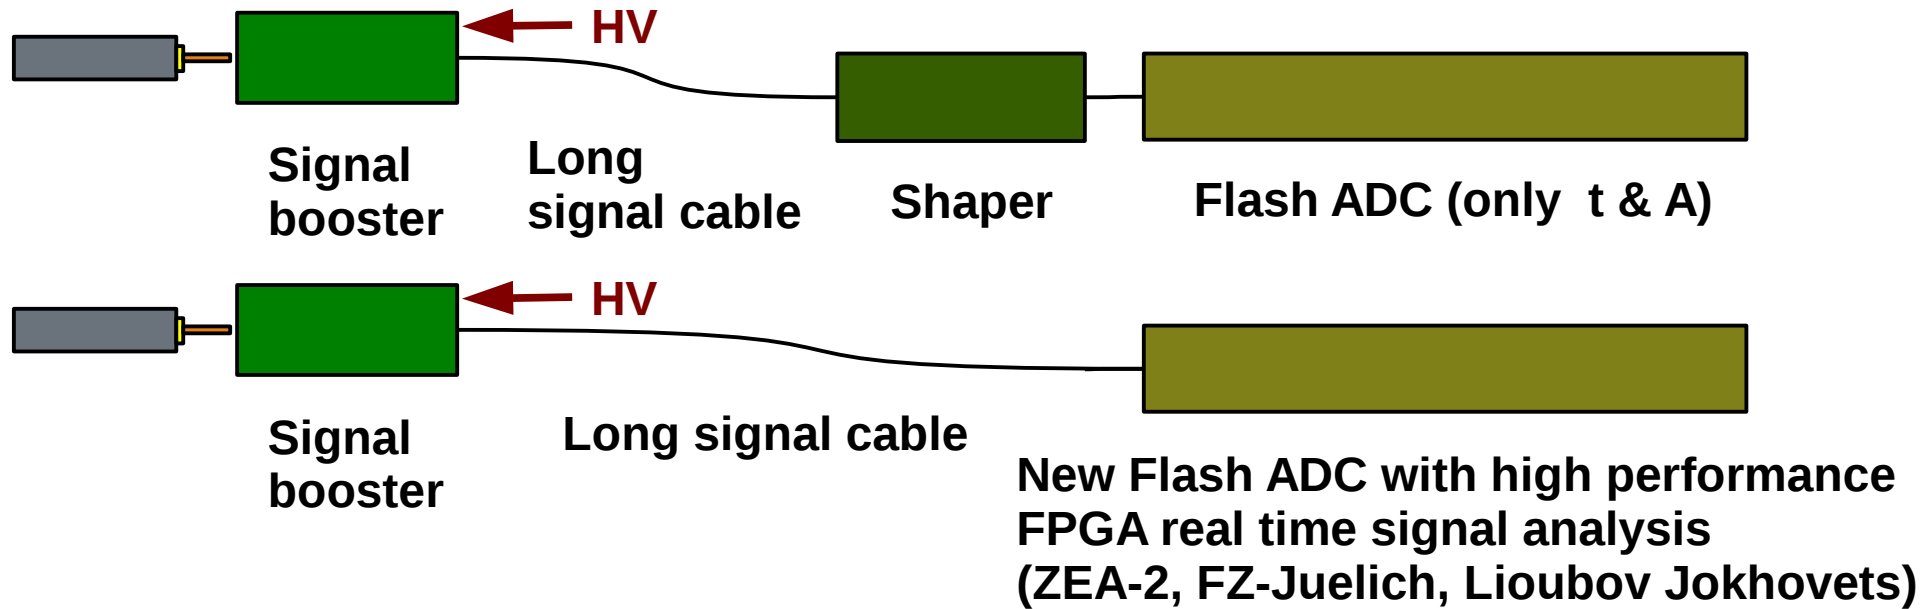 HV
Signal
booster
Long
signal cable
Shaper
Flash ADC (only t & A)
HV
Signal
booster
Long signal cable
New Flash ADC with high performance
FPGA real time signal analysis
(ZEA-2, FZ-Juelich, Lioubov Jokhovets)